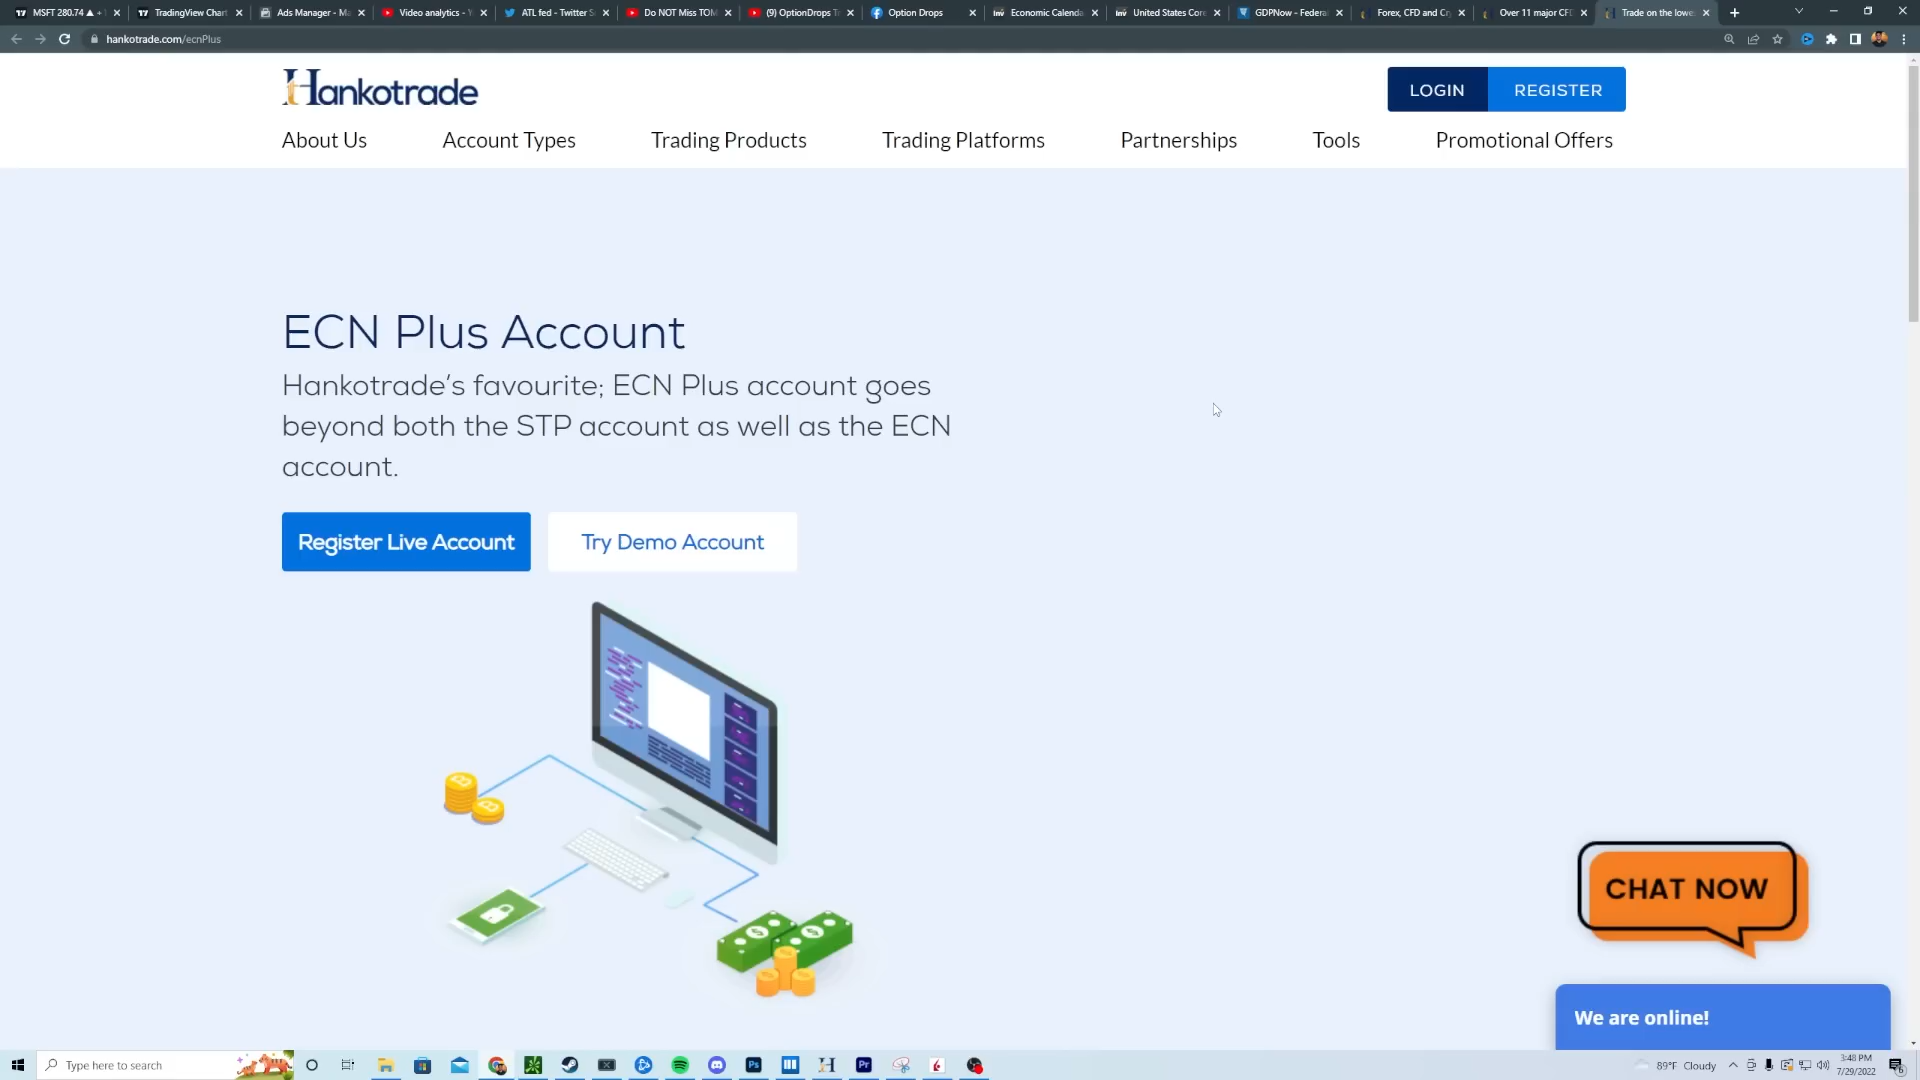 MSFT 280.74
TradingView Chart
Ads Manager - Ma
Video analytics - Y
ATL fed - Twitter S
Do NOT Miss TOM
(9) OptionDrops T
Option Drops
Economic Calenda
United States Core
GDPNow - Federa
Forex, CFD and Cr
Over 11 major CFD
Trade on the lowe
hankotrade.com/ecnPlus
Hankotrade
LOGIN
REGISTER
About Us
Account Types
Trading Products
Trading Platforms
Partnerships
Tools
Promotional Offers
ECN Plus Account
Hankotrade's favourite; ECN Plus account goes
beyond both the STP account as well as the ECN
account.
Register Live Account
Try Demo Account
CHAT NOW
We are online!
Type here to search
89°F Cloudy
3:48 PM
7/29/2022